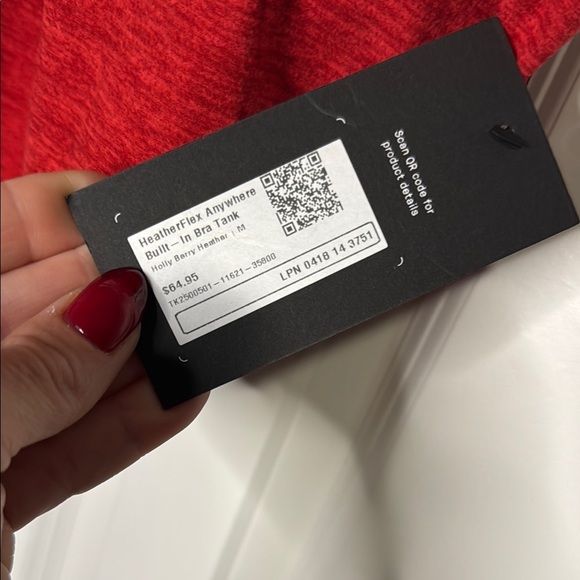 HeatherFlex Anywhere
Built-In Bra Tank
Holly Berry Heather | M
$64.95
TK2500501-11621-35800
LPN 0418 14 3751
Scan QR code for
product details